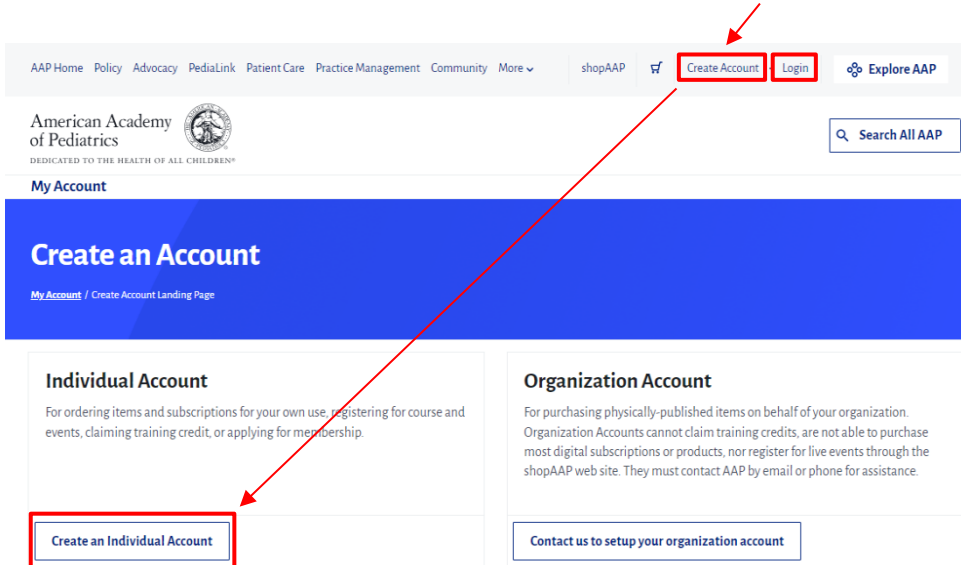 AAP Home Policy Advocacy PediaLink Patient Care Practice Management Community More shopAAP Create Account Login Explore AAP
American Academy
of Pediatrics
DEDICATED TO THE HEALTH OF ALL CHILDREN®
Search All AAP
My Account
Create an Account
My Account / Create Account Landing Page
Individual Account
For ordering items and subscriptions for your own use, registering for course and
events, claiming training credit, or applying for membership.
Create an Individual Account
Organization Account
For purchasing physically-published items on behalf of your organization.
Organization Accounts cannot claim training credits, are not able to purchase
most digital subscriptions or products, nor register for live events through the
shopAAP web site. They must contact AAP by email or phone for assistance.
Contact us to setup your organization account